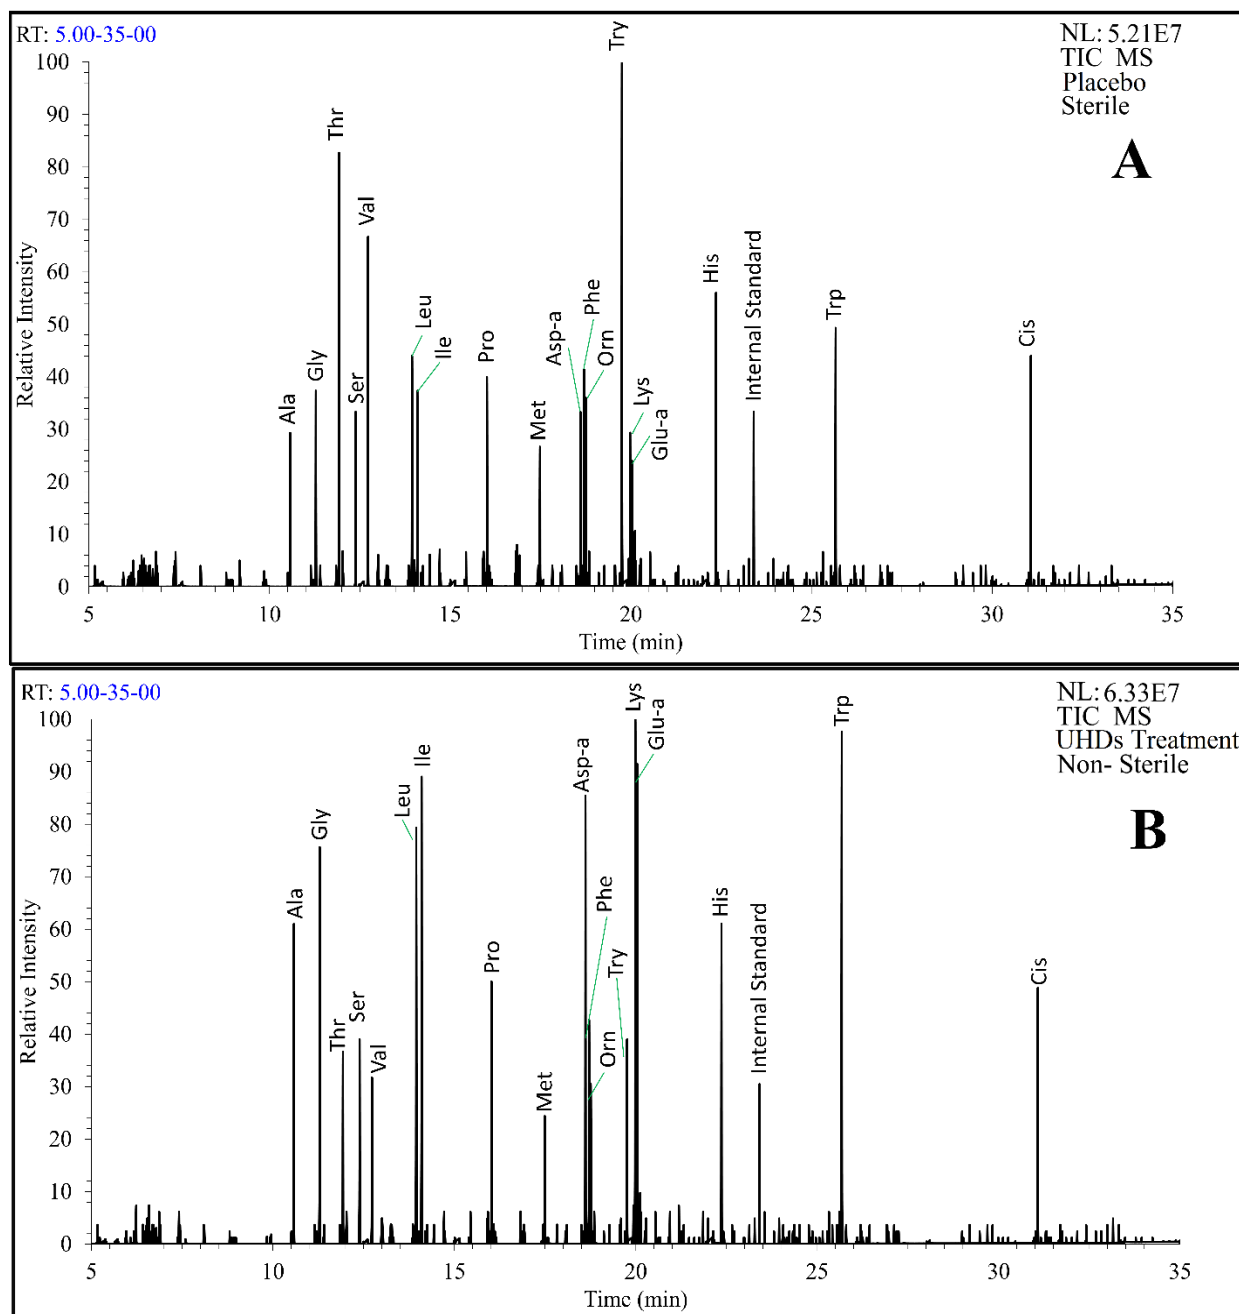 RT: 5.00-35-00
NL: 5.21E7
TIC MS
Placebo
Sterile
A
Relative Intensity
100
90
80
70
60
50
40
30
20
10
0
Ala
Gly
Thr
Ser
Val
Leu
Ile
Pro
Met
Asp-a
Phe
Orn
Try
Lys
Glu-a
His
Internal Standard
Trp
Cis
5 10 15 20 25 30 35
Time (min)
RT: 5.00-35-00
NL: 6.33E7
TIC MS
UHDs Treatment
Non- Sterile
B
Relative Intensity
100
90
80
70
60
50
40
30
20
10
0
Ala
Gly
Thr
Ser
Val
Leu
Ile
Pro
Met
Asp-a
Phe
Orn
Try
Lys
Glu-a
His
Internal Standard
Trp
Cis
5 10 15 20 25 30 35
Time (min)